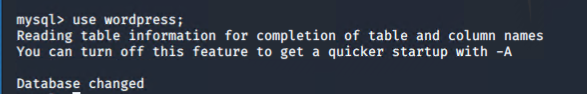 mysql> use wordpress;
Reading table information for completion of table and column names
You can turn off this feature to get a quicker startup with -A
Database changed